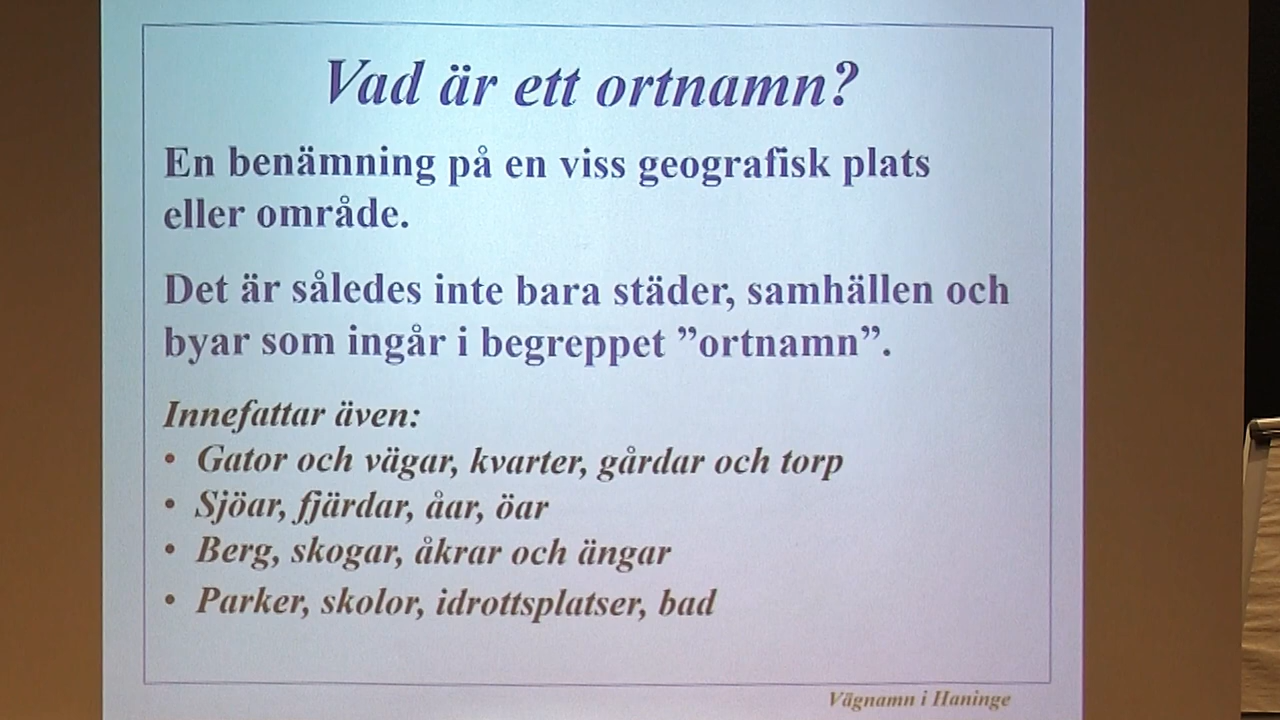 Vad är ett ortnamn?
En benämning på en viss geografisk plats
eller område.
Det är således inte bara städer, samhällen och
byar som ingår i begreppet ”ortnamn”.
Innefattar även:
• Gator och vägar, kvarter, gårdar och torp
• Sjöar, fjärdar, åar, öar
• Berg, skogar, åkrar och ängar
• Parker, skolor, idrottsplatser, bad
Vägnamn i Haninge